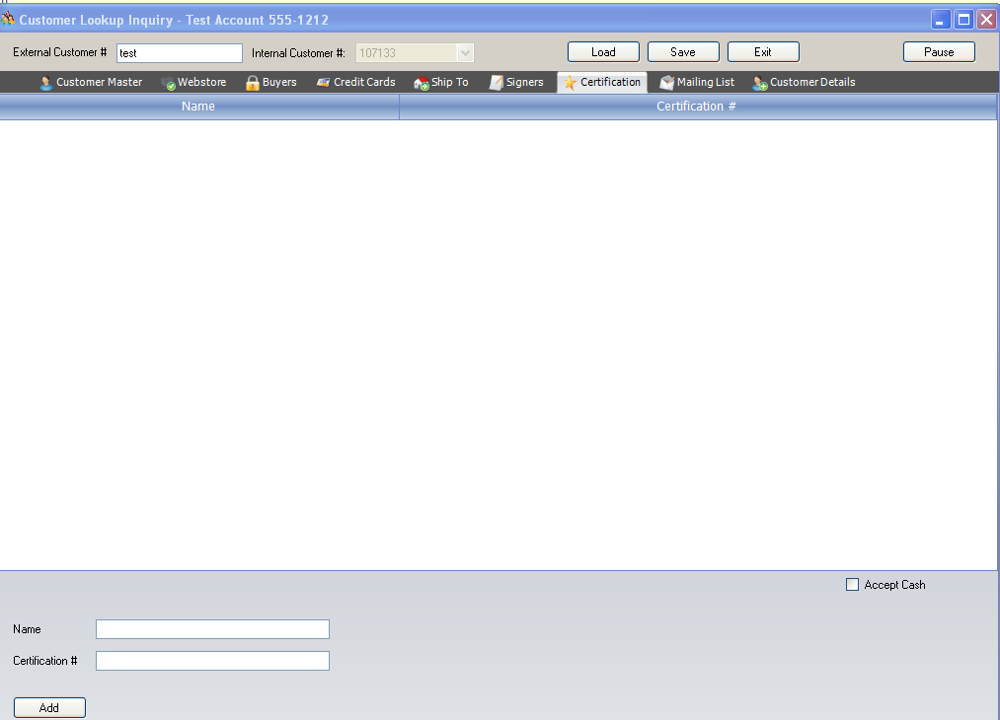 Customer Lookup Inquiry - Test Account 555-1212
External Customer # test Internal Customer #: 107133 Load Save Exit Pause
Customer Master Webstore Buyers Credit Cards Ship To Signers Certification Mailing List Customer Details
Name Certification #
Accept Cash
Name
Certification #
Add